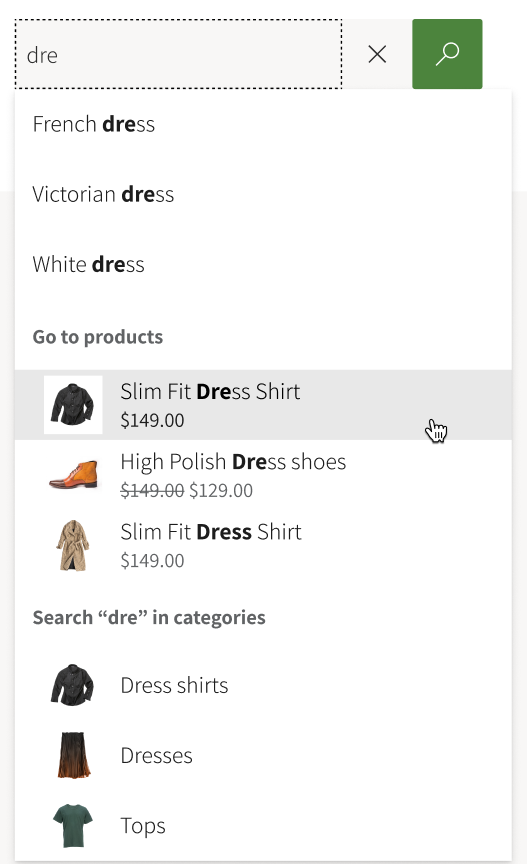 dre
French dress
Victorian dress
White dress
Go to products
Slim Fit Dress Shirt
$149.00
High Polish Dress shoes
$149.00 $129.00
Slim Fit Dress Shirt
$149.00
Search “dre” in categories
Dress shirts
Dresses
Tops